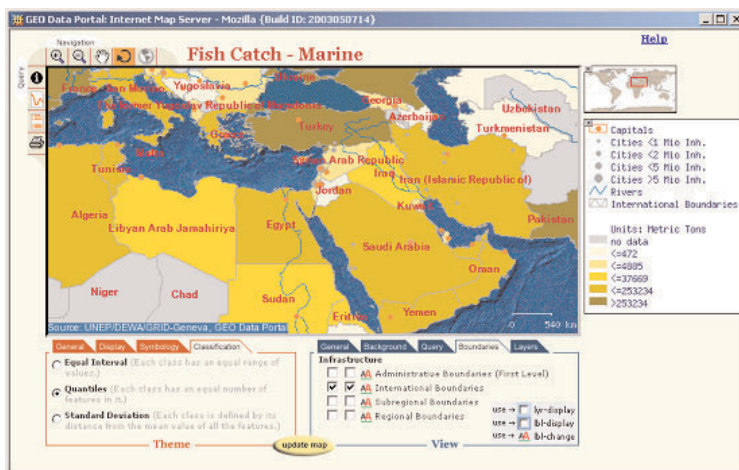 GEO Data Portal: Internet Map Server - Mozilla {Build ID: 2003050714}
Navigation
Query
Fish Catch - Marine
Help
France
San Marino
Yugoslavia
The Former Yugoslav Republic of Macedonia
Ukraine
Georgia
Azerbaijan
Uzbekistan
Turkmenistan
Greece
Turkey
Malta
Tunisia
Syrian Arab Republic
Iraq
Iran (Islamic Republic of)
Jordan
Kuwait
Algeria
Libyan Arab Jamahiriya
Egypt
Saudi Arabia
Pakistan
Oman
Niger
Chad
Sudan
Eritrea
Yemen
Source: UNEP/DEWA/GRID-Geneva, GEO Data Portal
0 540 km
Capitals
Cities <1 Mio Inh.
Cities <2 Mio Inh.
Cities <5 Mio Inh.
Cities >5 Mio Inh.
Rivers
International Boundaries
Units: Metric Tons
no data
<=472
<=4885
<=37669
<=253234
>253234
General Display Symbology Classification
Equal Interval (Each class has an equal range of
values.)
Quantiles (Each class has an equal number of
features in it.)
Standard Deviation (Each class is defined by its
distance from the mean value of all the features.)
Theme
update map
General Background Query Boundaries Layers
Infrastructure
AA Administrative Boundaries (First Level)
AA International Boundaries
AA Subregional Boundaries
AA Regional Boundaries
use → lyr-display
use → lbl-display
use → AA lbl-change
View